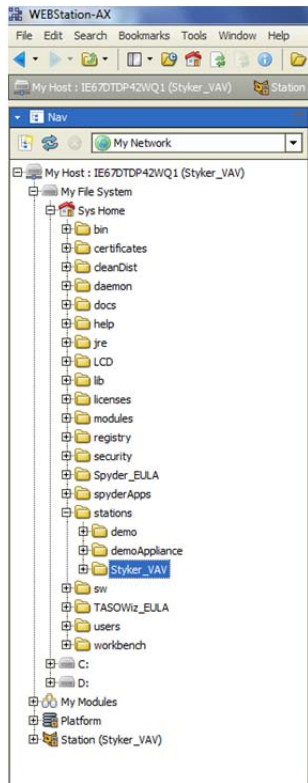 WEBStation-AX
File Edit Search Bookmarks Tools Window Help
My Host : IE67DTDP42WQ1 (Styker_VAV) Station
Nav
My Network
My Host : IE67DTDP42WQ1 (Styker_VAV)
My File System
Sys Home
bin
certificates
cleanDist
daemon
docs
help
jre
LCD
lib
licenses
modules
registry
security
Spyder_EULA
spyderApps
stations
demo
demoAppliance
Styker_VAV
sw
TASOWiz_EULA
users
workbench
C:
D:
My Modules
Platform
Station (Styker_VAV)